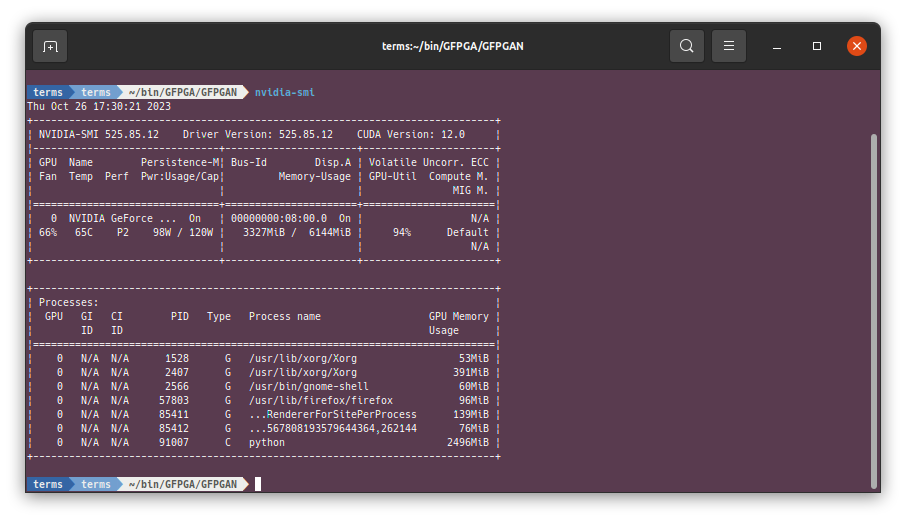 terms:~/bin/GFPGA/GFPGAN
terms terms ~/bin/GFPGA/GFPGAN nvidia-smi
Thu Oct 26 17:30:21 2023
+-----------------------------------------------------------------------------+
| NVIDIA-SMI 525.85.12    Driver Version: 525.85.12    CUDA Version: 12.0     |
|-------------------------------+----------------------+----------------------+
| GPU  Name        Persistence-M| Bus-Id        Disp.A | Volatile Uncorr. ECC |
| Fan  Temp  Perf  Pwr:Usage/Cap|         Memory-Usage | GPU-Util  Compute M. |
|                               |                      |               MIG M. |
|===============================+======================+======================|
|   0  NVIDIA GeForce ...  On   | 00000000:08:00.0  On |                  N/A |
| 66%   65C    P2    98W / 120W |   3327MiB /  6144MiB |     94%      Default |
|                               |                      |                  N/A |
+-------------------------------+----------------------+----------------------+
+-----------------------------------------------------------------------------+
| Processes:                                                                  |
|  GPU   GI   CI        PID   Type   Process name                  GPU Memory |
|        ID   ID                                                   Usage      |
|=============================================================================|
|    0   N/A  N/A      1528      G   /usr/lib/xorg/Xorg                 53MiB |
|    0   N/A  N/A      2407      G   /usr/lib/xorg/Xorg                391MiB |
|    0   N/A  N/A      2566      G   /usr/bin/gnome-shell               60MiB |
|    0   N/A  N/A     57803      G   /usr/lib/firefox/firefox           96MiB |
|    0   N/A  N/A     85411      G   ...RendererForSitePerProcess      139MiB |
|    0   N/A  N/A     85412      G   ...567808193579644364,262144       76MiB |
|    0   N/A  N/A     91007      C   python                           2496MiB |
+-----------------------------------------------------------------------------+
terms terms ~/bin/GFPGA/GFPGAN